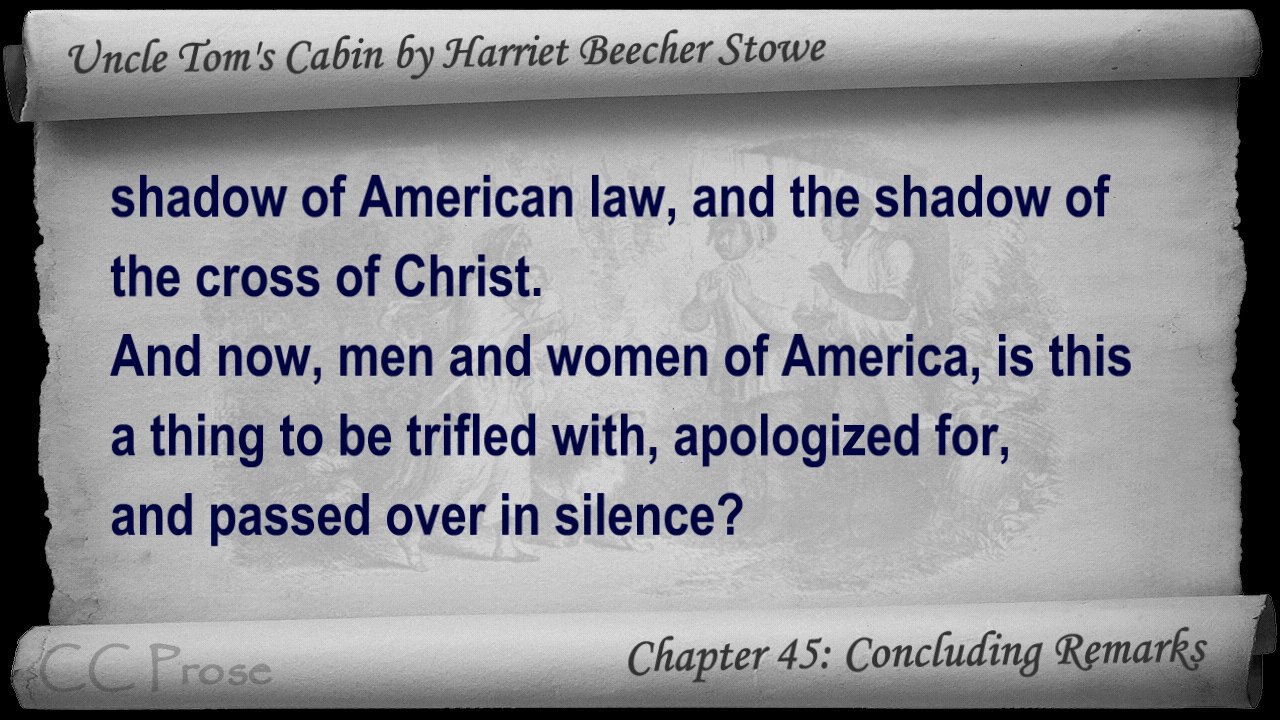 Uncle Tom's Cabin by Harriet Beecher Stowe
shadow of American law, and the shadow of
the cross of Christ.
And now, men and women of America, is this
a thing to be trifled with, apologized for,
and passed over in silence?
CC Prose
Chapter 45: Concluding Remarks